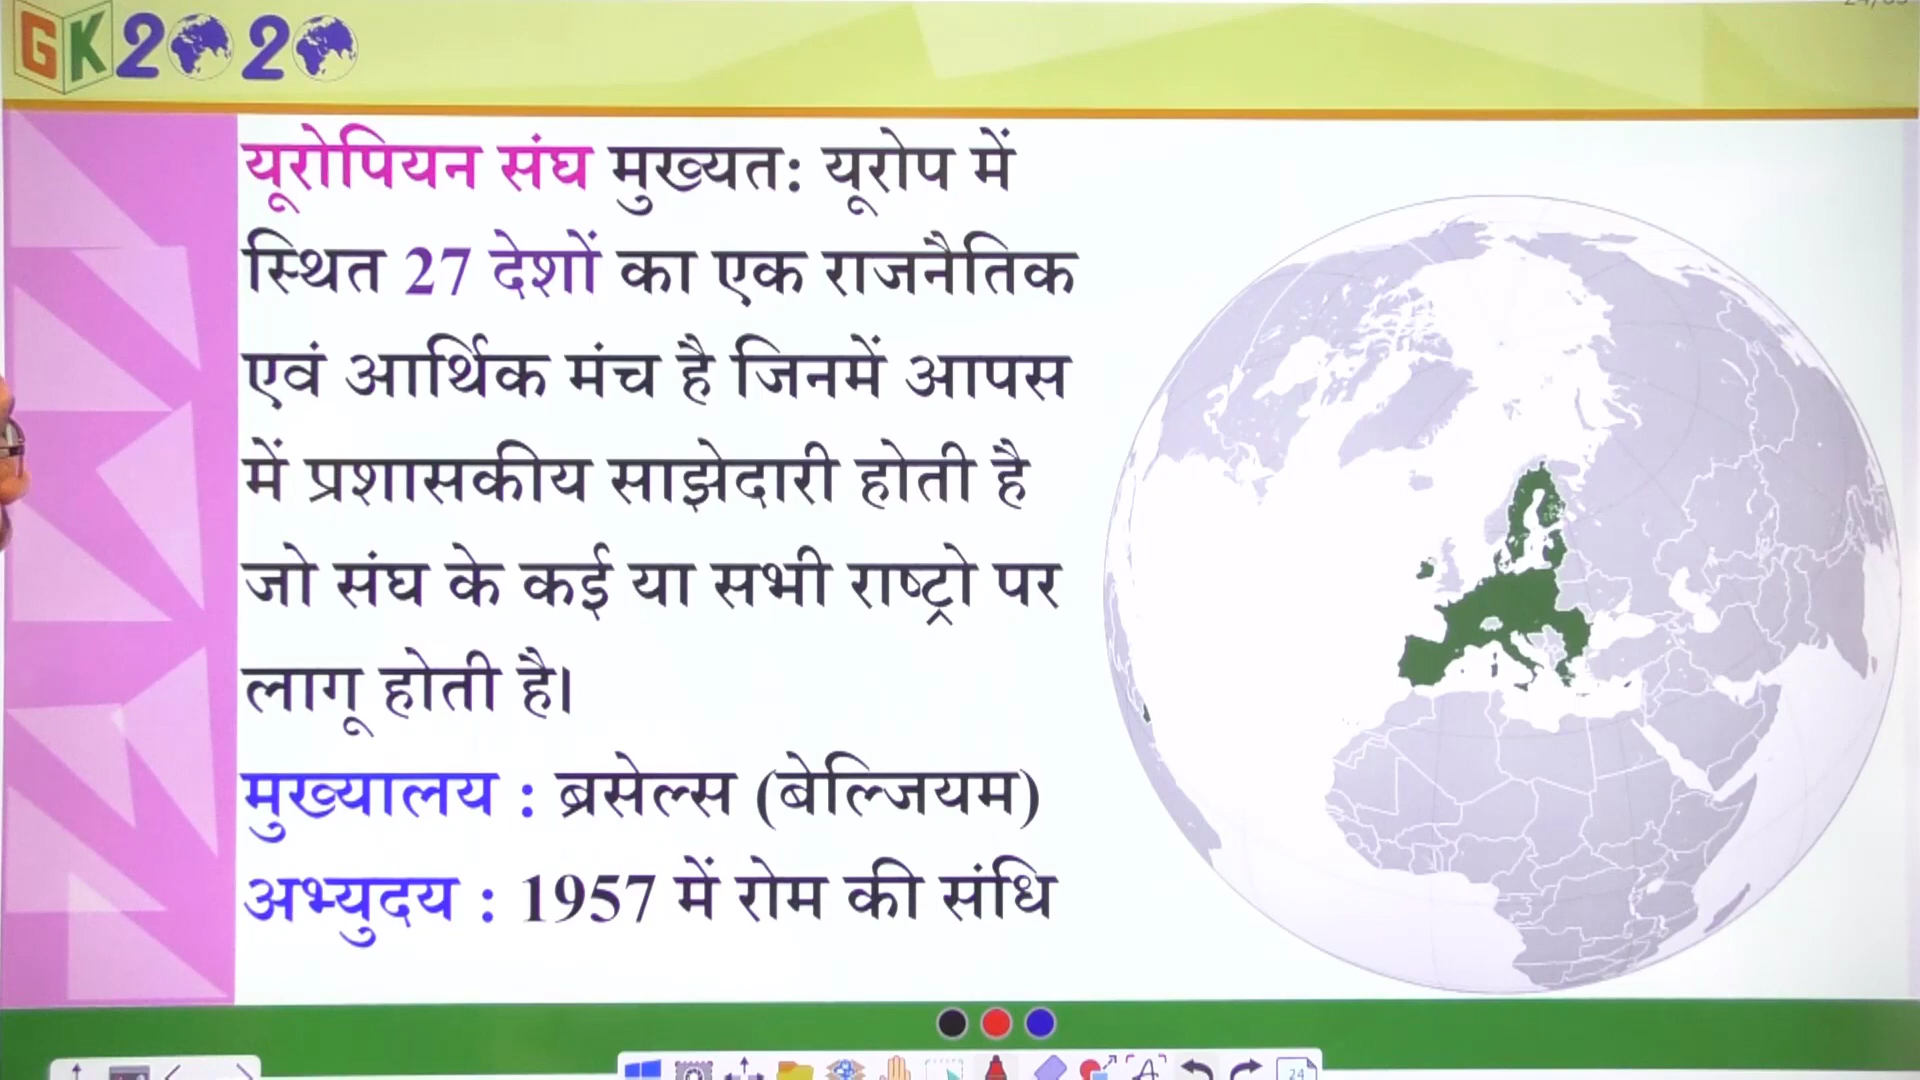 GK2020
यूरोपियन संघ मुख्यतः यूरोप में
स्थित 27 देशों का एक राजनैतिक
एवं आर्थिक मंच है जिनमें आपस
में प्रशासकीय साझेदारी होती है
जो संघ के कई या सभी राष्ट्रो पर
लागू होती है।
मुख्यालय : ब्रसेल्स (बेल्जियम)
अभ्युदय : 1957 में रोम की संधि
24